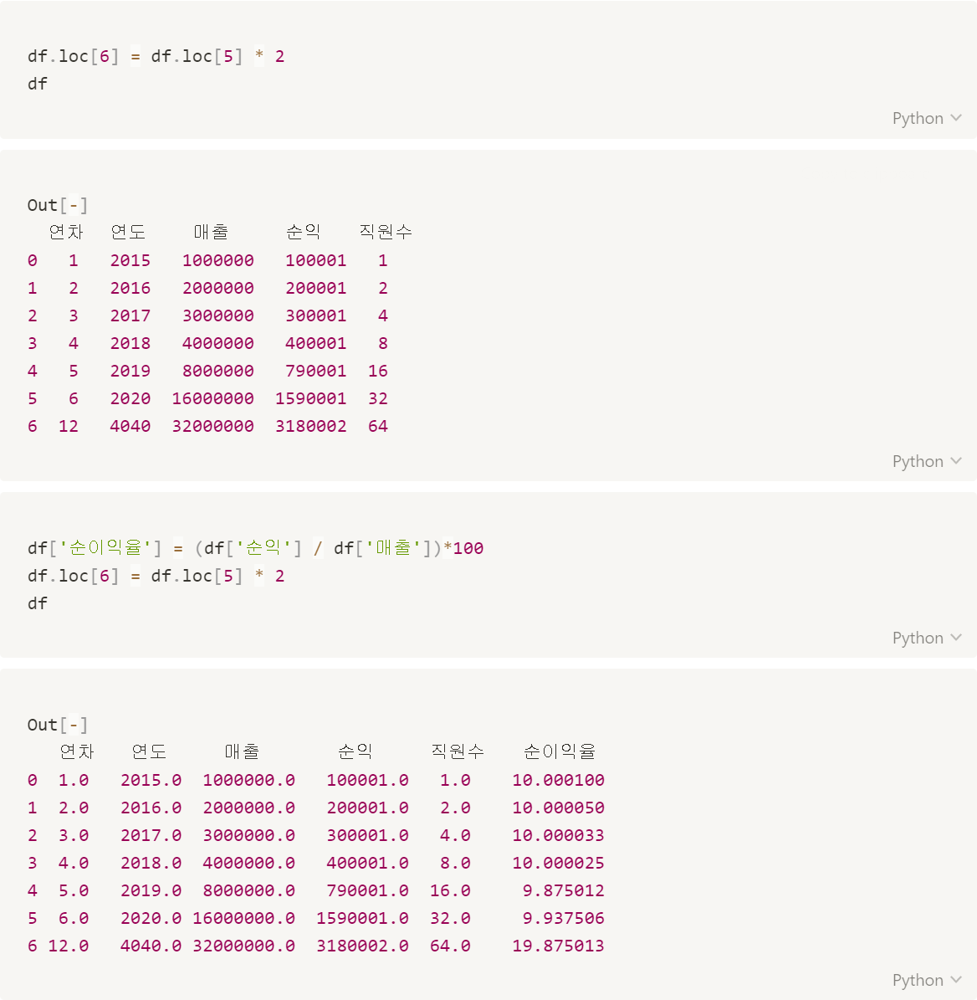 df.loc[6] = df.loc[5] * 2
df
Python
Out[-]
연차 연도 매출 순익 직원수
0 1 2015 1000000 100001 1
1 2 2016 2000000 200001 2
2 3 2017 3000000 300001 4
3 4 2018 4000000 400001 8
4 5 2019 8000000 790001 16
5 6 2020 16000000 1590001 32
6 12 4040 32000000 3180002 64
Python
df['순이익율'] = (df['순익'] / df['매출'])*100
df.loc[6] = df.loc[5] * 2
df
Python
Out[-]
연차 연도 매출 순익 직원수 순이익율
0 1.0 2015.0 1000000.0 100001.0 1.0 10.000100
1 2.0 2016.0 2000000.0 200001.0 2.0 10.000050
2 3.0 2017.0 3000000.0 300001.0 4.0 10.000033
3 4.0 2018.0 4000000.0 400001.0 8.0 10.000025
4 5.0 2019.0 8000000.0 790001.0 16.0 9.875012
5 6.0 2020.0 16000000.0 1590001.0 32.0 9.937506
6 12.0 4040.0 32000000.0 3180002.0 64.0 19.875013
Python